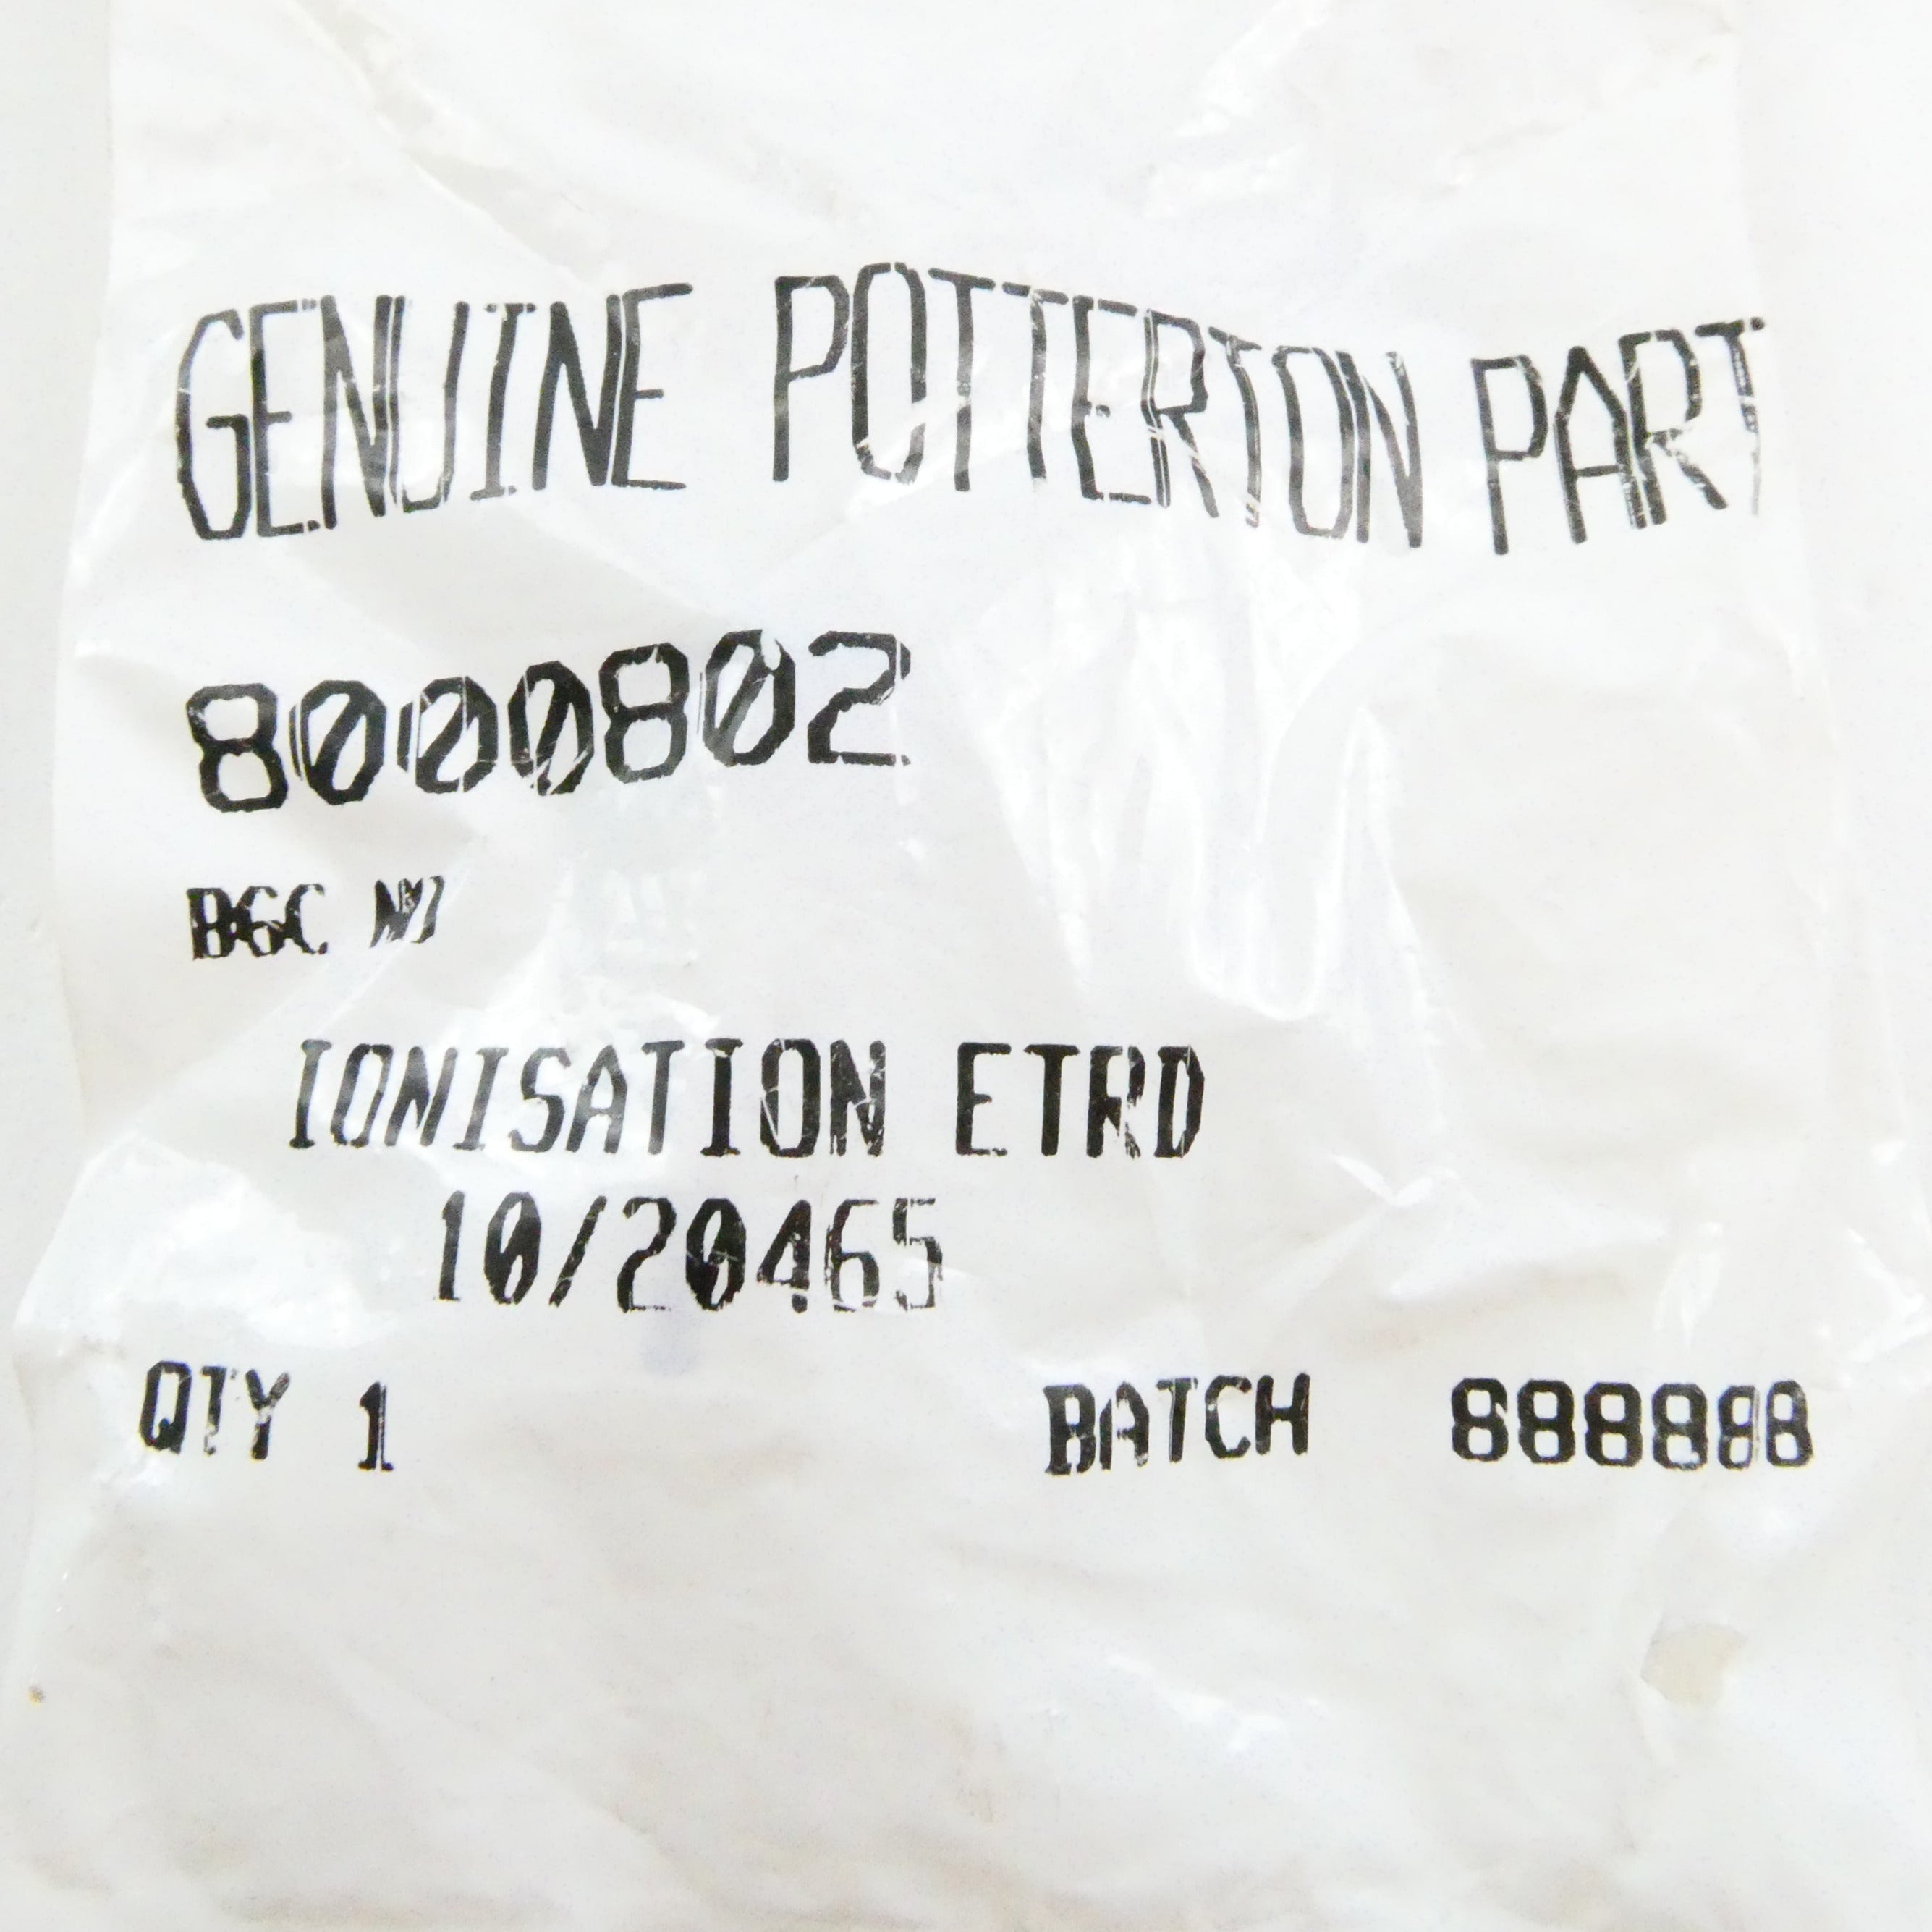 GENUINE POTTERTON PART
8000802
BGC NO
IONISATION ETRD
10/20465
QTY 1 BATCH 888888